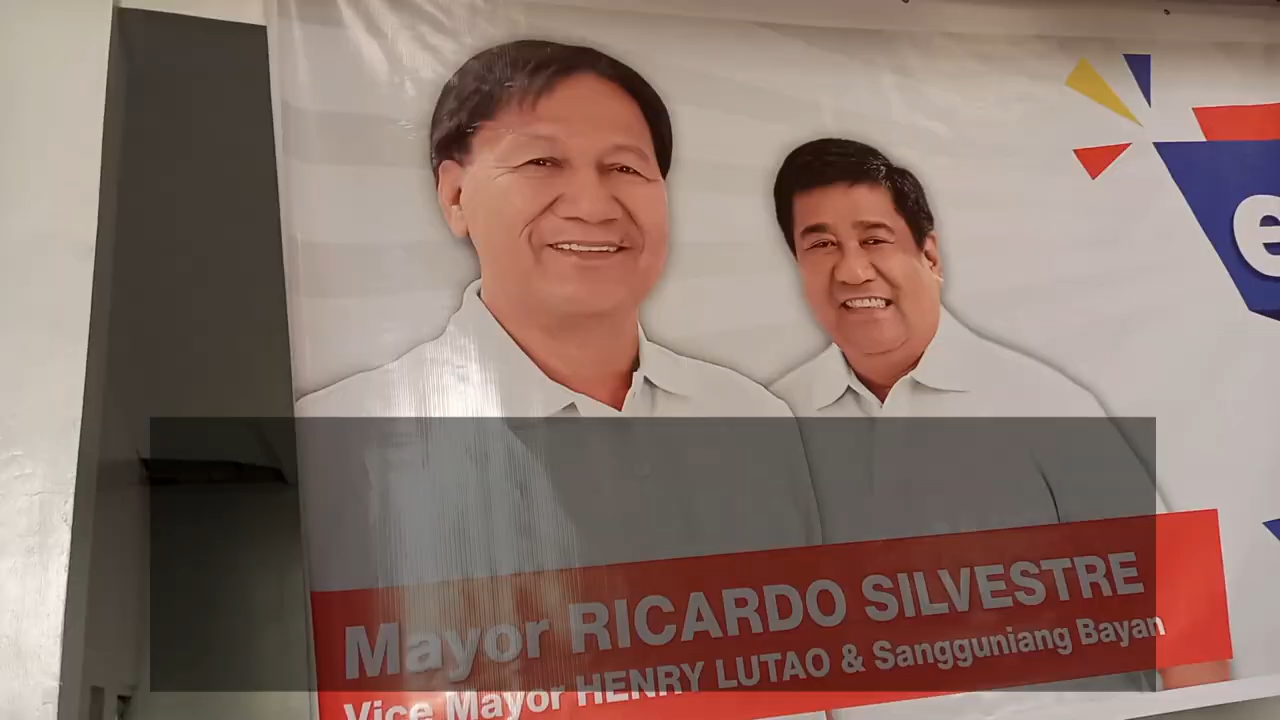 e
Mayor RICARDO SILVESTRE
Vice Mayor HENRY LUTAO & Sangguniang Bayan